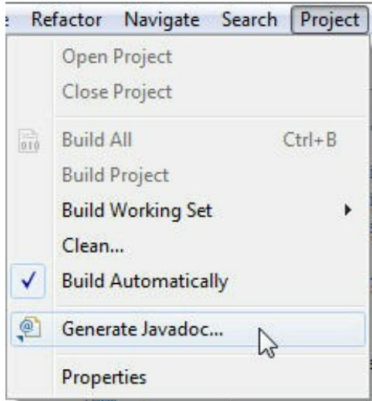 Refactor Navigate Search Project
Open Project
Close Project
010
Build All Ctrl+B
Build Project
Build Working Set
Clean...
Build Automatically
@
Generate Javadoc...
Properties